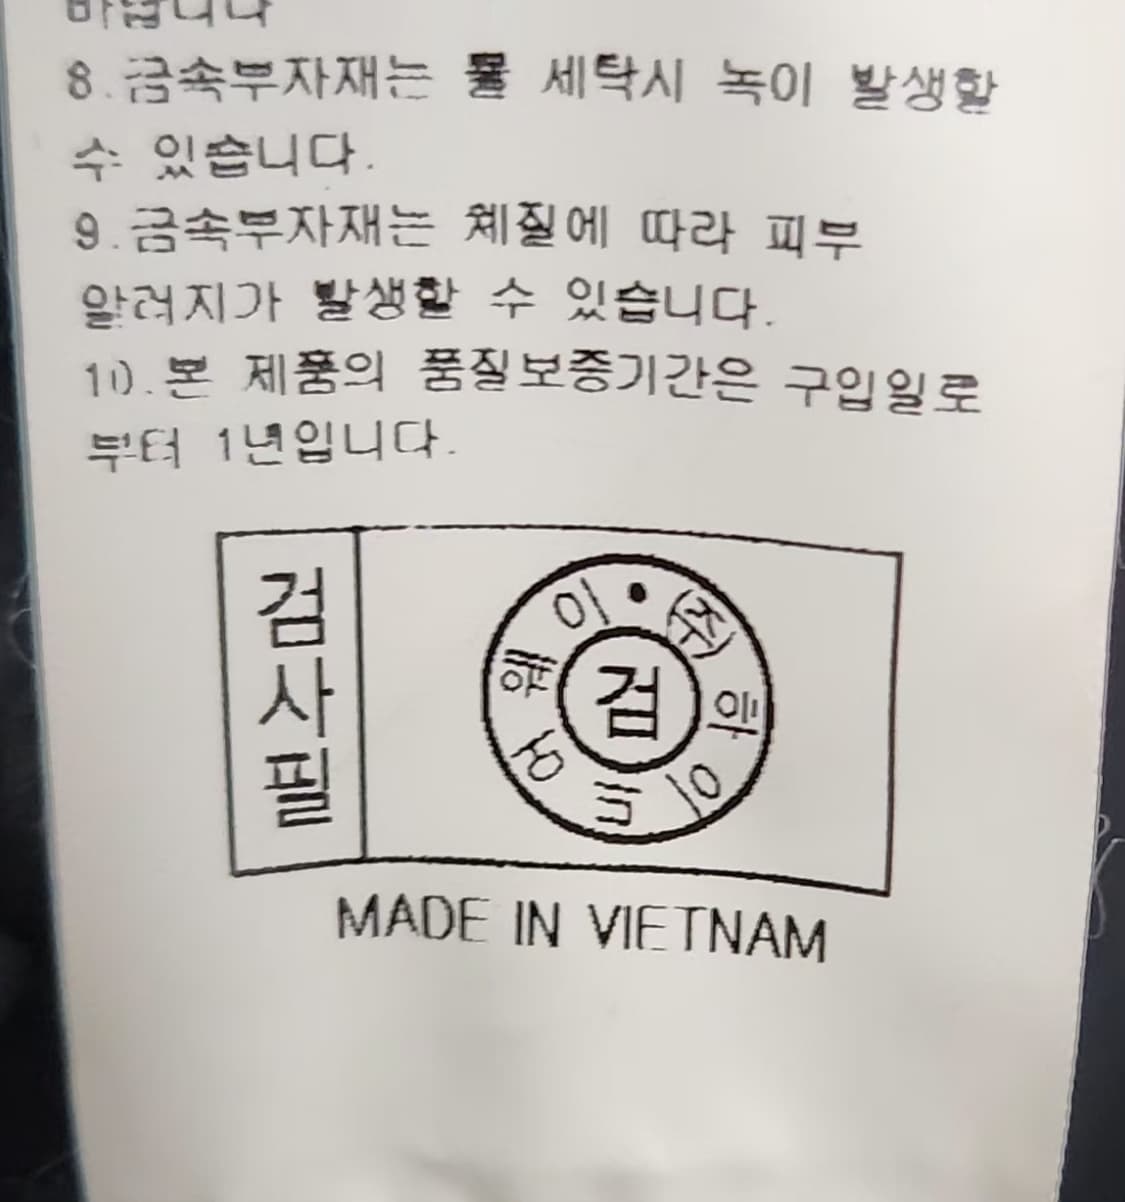 8.금속부자재는 물 세탁시 녹이 발생할
수 있습니다.
9.금속부자재는 체질에 따라 피부
알러지가 발생할 수 있습니다.
10.본 제품의 품질보증기간은 구입일로
부터 1년입니다.
검사필
검
MADE IN VIETNAM